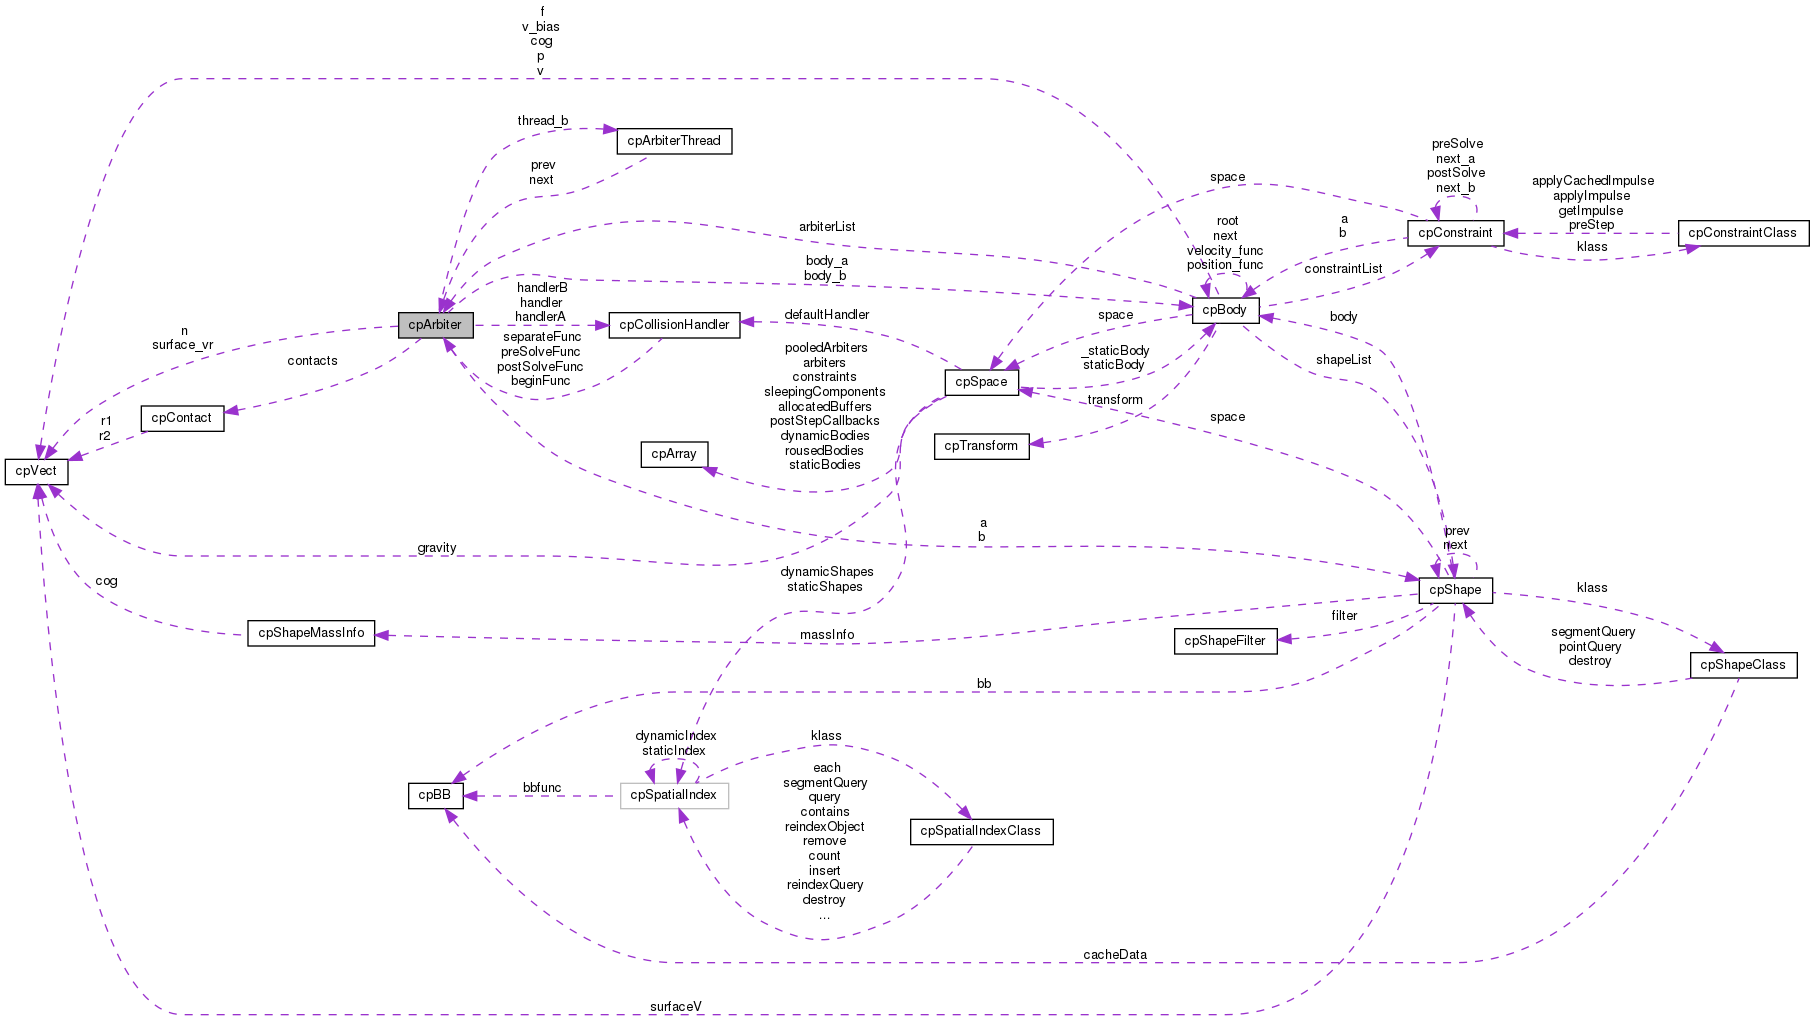 f
v_bias
cog
p
v
thread_b
cpArbiterThread
prev
next
preSolve
next_a
postSolve
next_b
applyCachedImpulse
applyImpulse
getImpulse
preStep
space
cpConstraint
cpConstraintClass
klass
a
b
root
next
velocity_func
position_func
arbiterList
constraintList
body_a
body_b
handlerB
handler
handlerA
cpArbiter
cpCollisionHandler
defaultHandler
space
cpBody
body
n
surface_vr
separateFunc
preSolveFunc
postSolveFunc
beginFunc
contacts
pooledArbiters
arbiters
constraints
sleepingComponents
allocatedBuffers
postStepCallbacks
dynamicBodies
rousedBodies
staticBodies
_staticBody
staticBody
shapeList
cpSpace
transform
cpContact
r1
r2
space
cpArray
cpTransform
cpVect
a
b
gravity
prev
next
cog
dynamicShapes
staticShapes
cpShape
klass
filter
cpShapeMassInfo
massInfo
cpShapeFilter
segmentQuery
pointQuery
destroy
cpShapeClass
bb
dynamicIndex
staticIndex
klass
cpBB
bbfunc
cpSpatialIndex
each
segmentQuery
query
contains
reindexObject
remove
count
insert
reindexQuery
destroy
...
cpSpatialIndexClass
cacheData
surfaceV